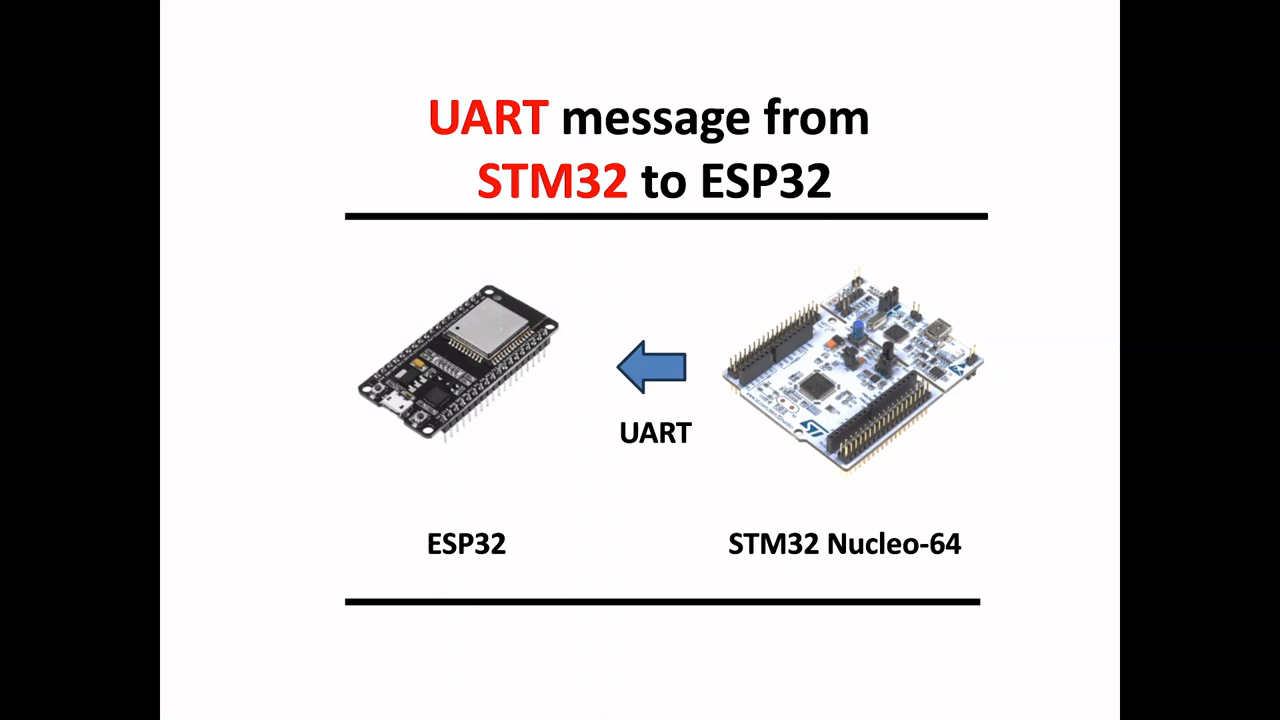 UART message from
STM32 to ESP32
UART
ESP32
STM32 Nucleo-64